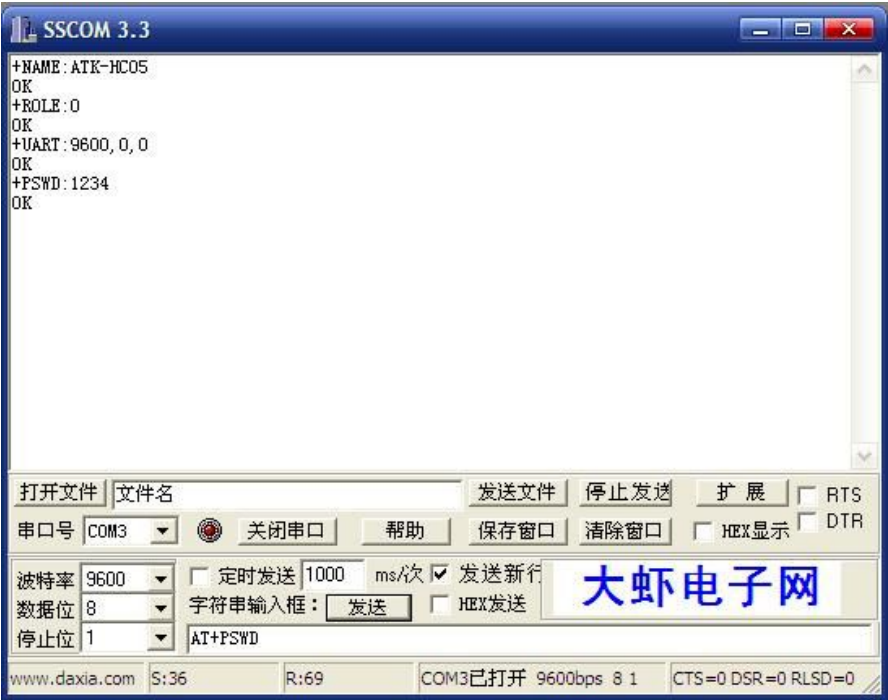 SSCOM 3.3
+NAME:ATK-HC05
OK
+ROLE:0
OK
+UART:9600,0,0
OK
+PSWD:1234
OK
打开文件 文件名 发送文件 停止发送 扩 展 RTS
串口号 COM3 关闭串口 帮助 保存窗口 清除窗口 HEX显示 DTR
波特率 9600 定时发送 1000 ms/次 发送新行
数据位 8 字符串输入框： 发送 HEX发送 大虾电子网
停止位 1 AT+PSWD
www.daxia.com S:36 R:69 COM3已打开 9600bps 8 1 CTS=0 DSR=0 RLSD=0